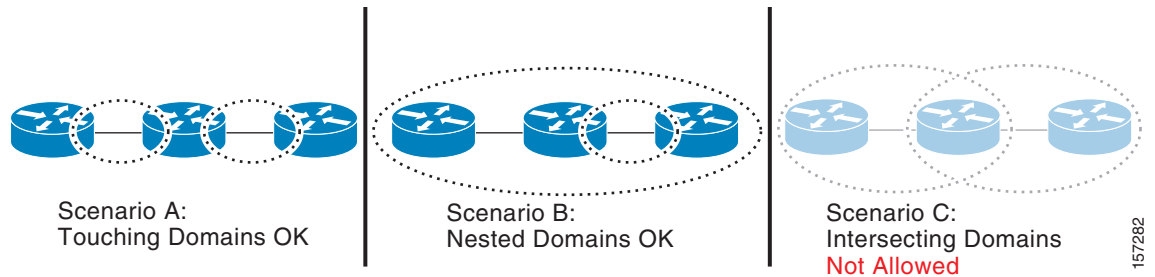 Scenario A:
Touching Domains OK
Scenario B:
Nested Domains OK
Scenario C:
Intersecting Domains
Not Allowed
157282